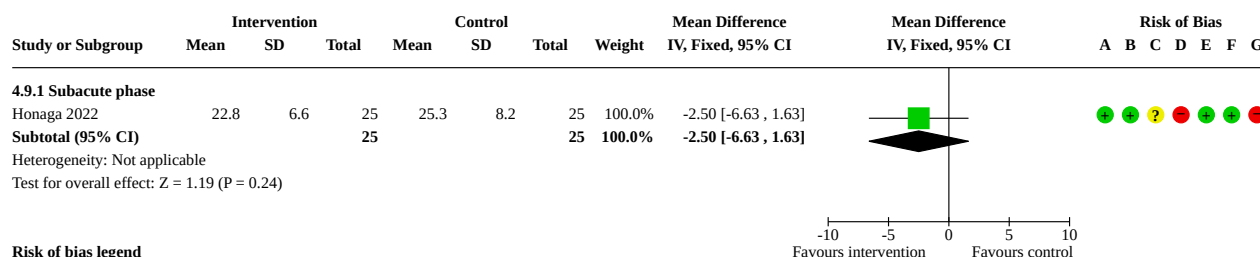 Intervention Control Mean Difference Mean Difference Risk of Bias
Study or Subgroup Mean SD Total Mean SD Total Weight IV, Fixed, 95% CI IV, Fixed, 95% CI A B C D E F G
4.9.1 Subacute phase
Honaga 2022 22.8 6.6 25 25.3 8.2 25 100.0% -2.50 [-6.63 , 1.63] + + ? − + + −
Subtotal (95% CI) 25 25 100.0% -2.50 [-6.63 , 1.63]
Heterogeneity: Not applicable
Test for overall effect: Z = 1.19 (P = 0.24)
-10 -5 0 5 10
Favours intervention Favours control
Risk of bias legend